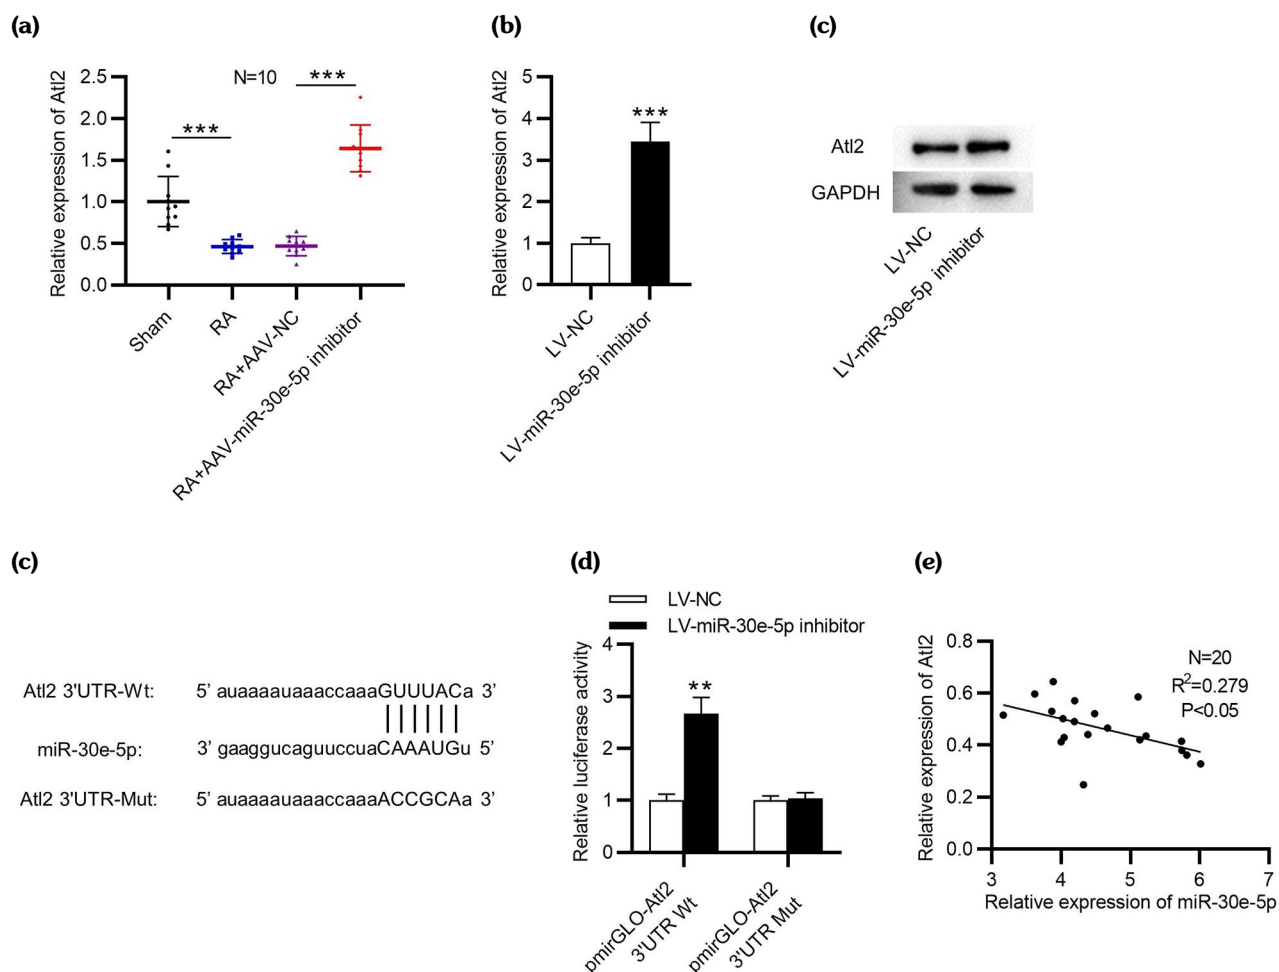 (a)
Relative expression of Atl2
2.5
2.0
1.5
1.0
0.5
0.0
N=10
***
***
Sham
RA
RA+AAV-NC
RA+AAV-miR-30e-5p inhibitor
(b)
Relative expression of Atl2
5
4
3
2
1
0
***
LV-NC
LV-miR-30e-5p inhibitor
(c)
Atl2
GAPDH
LV-NC
LV-miR-30e-5p inhibitor
(c)
Atl2 3'UTR-Wt: 5' auaaaauaaaccaaaGUUUACa 3'
miR-30e-5p: 3' gaaggucaguuccuaCAAAUGu 5'
Atl2 3'UTR-Mut: 5' auaaaauaaaccaaaACCGCAa 3'
(d)
LV-NC
LV-miR-30e-5p inhibitor
Relative luciferase activity
4
3
2
1
0
**
pmirGLO-Atl2
3'UTR Wt
pmirGLO-Atl2
3'UTR Mut
(e)
Relative expression of Atl2
0.8
0.6
0.4
0.2
0.0
N=20
R²=0.279
P<0.05
3 4 5 6 7
Relative expression of miR-30e-5p